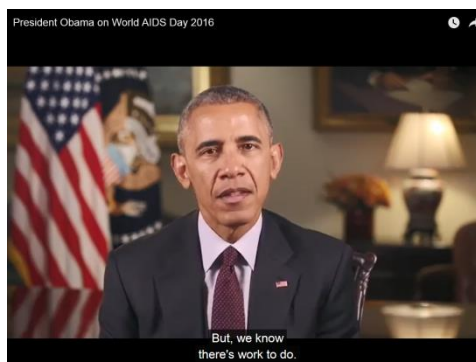 President Obama on World AIDS Day 2016
But, we know
there's work to do.